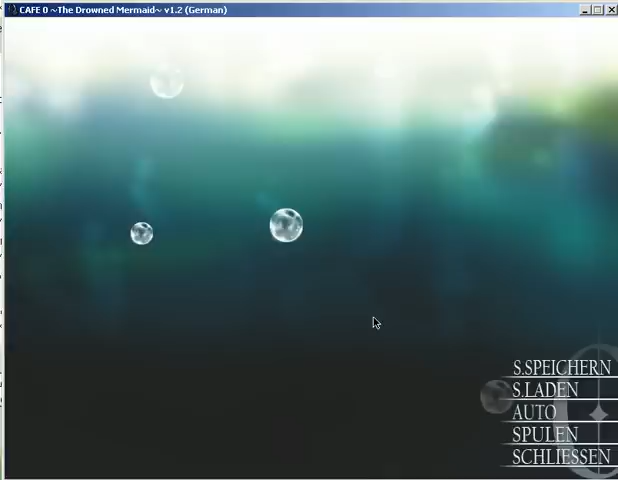 CAFE 0 ~The Drowned Mermaid~ v1.2 (German)
S.SPEICHERN
S.LADEN
AUTO
SPULEN
SCHLIESSEN